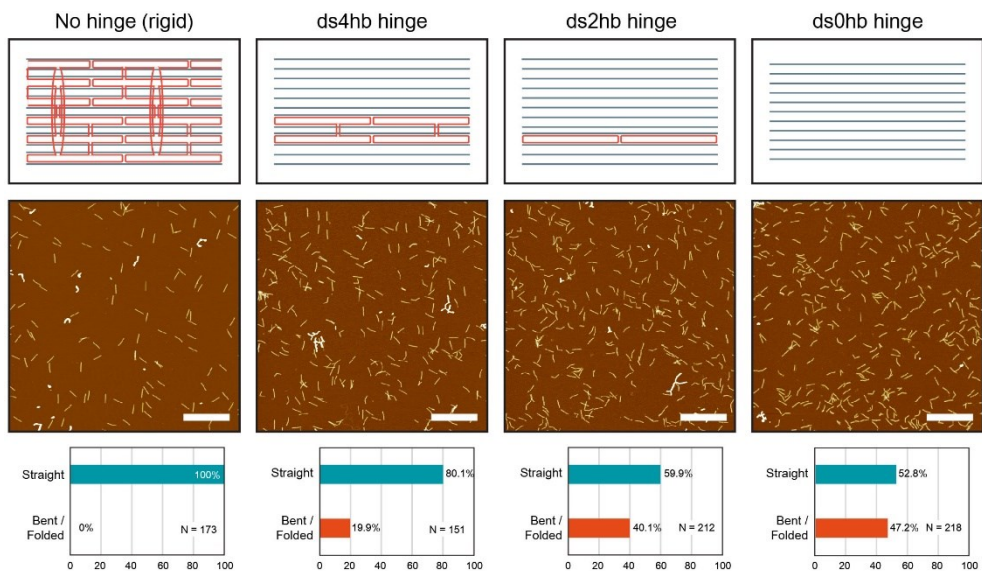 No hinge (rigid)
ds4hb hinge
ds2hb hinge
ds0hb hinge
Straight
100%
Bent /
Folded
0%
N = 173
0 20 40 60 80 100
Straight
80.1%
Bent /
Folded
19.9%
N = 151
0 20 40 60 80 100
Straight
59.9%
Bent /
Folded
40.1%
N = 212
0 20 40 60 80 100
Straight
52.8%
Bent /
Folded
47.2%
N = 218
0 20 40 60 80 100